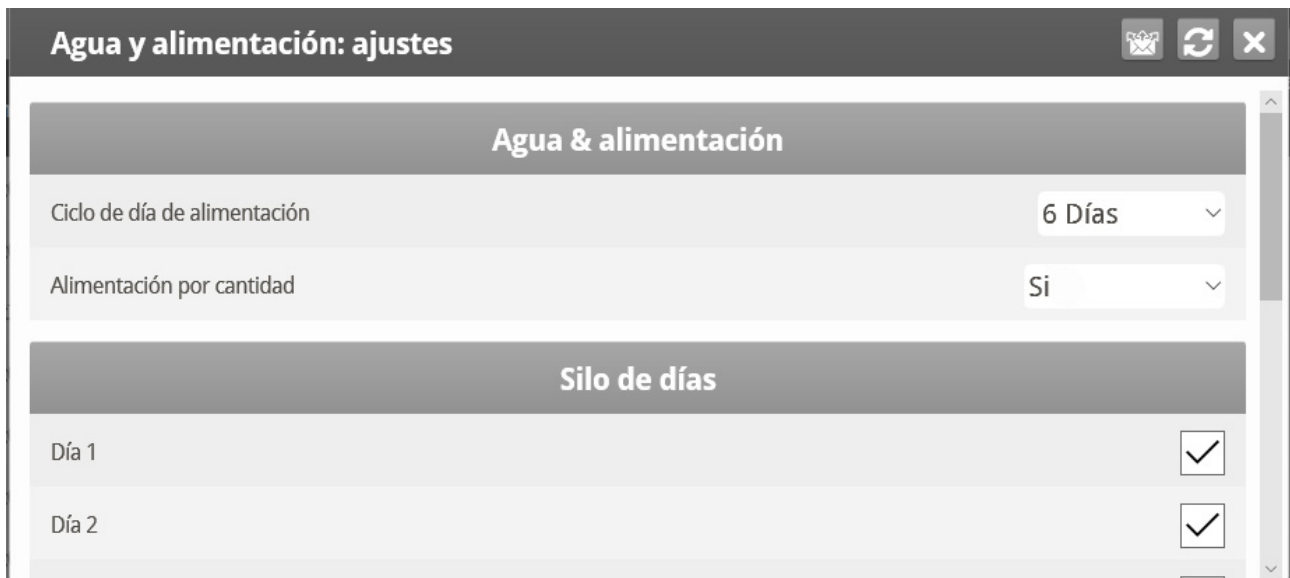 Agua y alimentación: ajustes
Agua & alimentación
Ciclo de día de alimentación 6 Días
Alimentación por cantidad Si
Silo de días
Día 1
Día 2